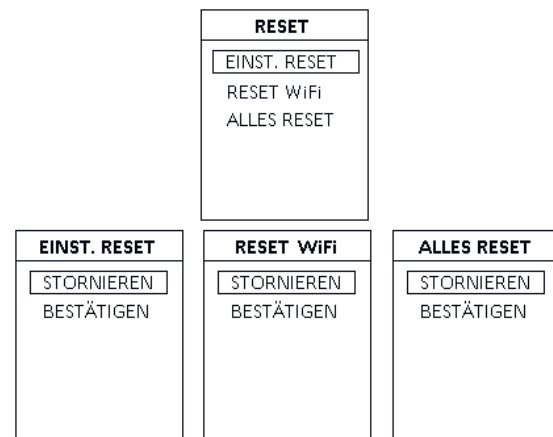 RESET
EINST. RESET
RESET WiFi
ALLES RESET
EINST. RESET
STORNIEREN
BESTÄTIGEN
RESET WiFi
STORNIEREN
BESTÄTIGEN
ALLES RESET
STORNIEREN
BESTÄTIGEN